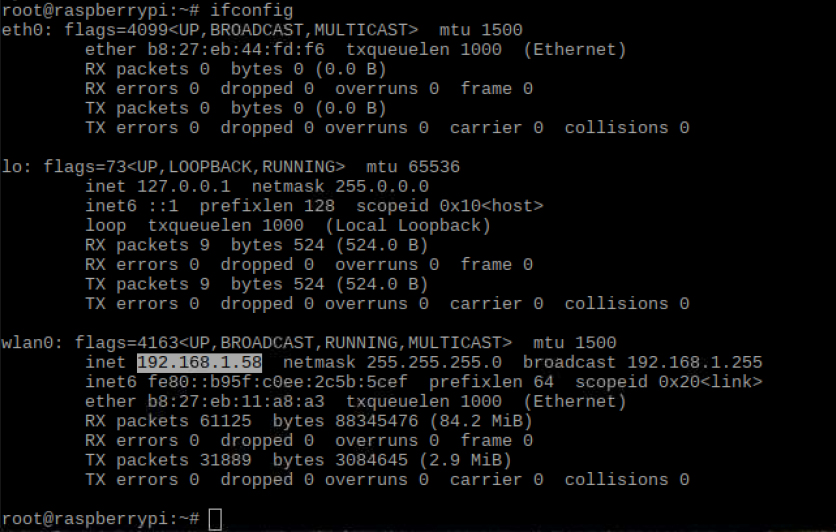 root@raspberrypi:~# ifconfig
eth0: flags=4099<UP,BROADCAST,MULTICAST>  mtu 1500
        ether b8:27:eb:44:fd:f6  txqueuelen 1000  (Ethernet)
        RX packets 0  bytes 0 (0.0 B)
        RX errors 0  dropped 0  overruns 0  frame 0
        TX packets 0  bytes 0 (0.0 B)
        TX errors 0  dropped 0 overruns 0  carrier 0  collisions 0

lo: flags=73<UP,LOOPBACK,RUNNING>  mtu 65536
        inet 127.0.0.1  netmask 255.0.0.0
        inet6 ::1  prefixlen 128  scopeid 0x10<host>
        loop  txqueuelen 1000  (Local Loopback)
        RX packets 9  bytes 524 (524.0 B)
        RX errors 0  dropped 0  overruns 0  frame 0
        TX packets 9  bytes 524 (524.0 B)
        TX errors 0  dropped 0 overruns 0  carrier 0  collisions 0

wlan0: flags=4163<UP,BROADCAST,RUNNING,MULTICAST>  mtu 1500
        inet 192.168.1.58  netmask 255.255.255.0  broadcast 192.168.1.255
        inet6 fe80::b95f:c0ee:2c5b:5cef  prefixlen 64  scopeid 0x20<link>
        ether b8:27:eb:11:a8:a3  txqueuelen 1000  (Ethernet)
        RX packets 61125  bytes 88345476 (84.2 MiB)
        RX errors 0  dropped 0  overruns 0  frame 0
        TX packets 31889  bytes 3084645 (2.9 MiB)
        TX errors 0  dropped 0 overruns 0  carrier 0  collisions 0

root@raspberrypi:~#